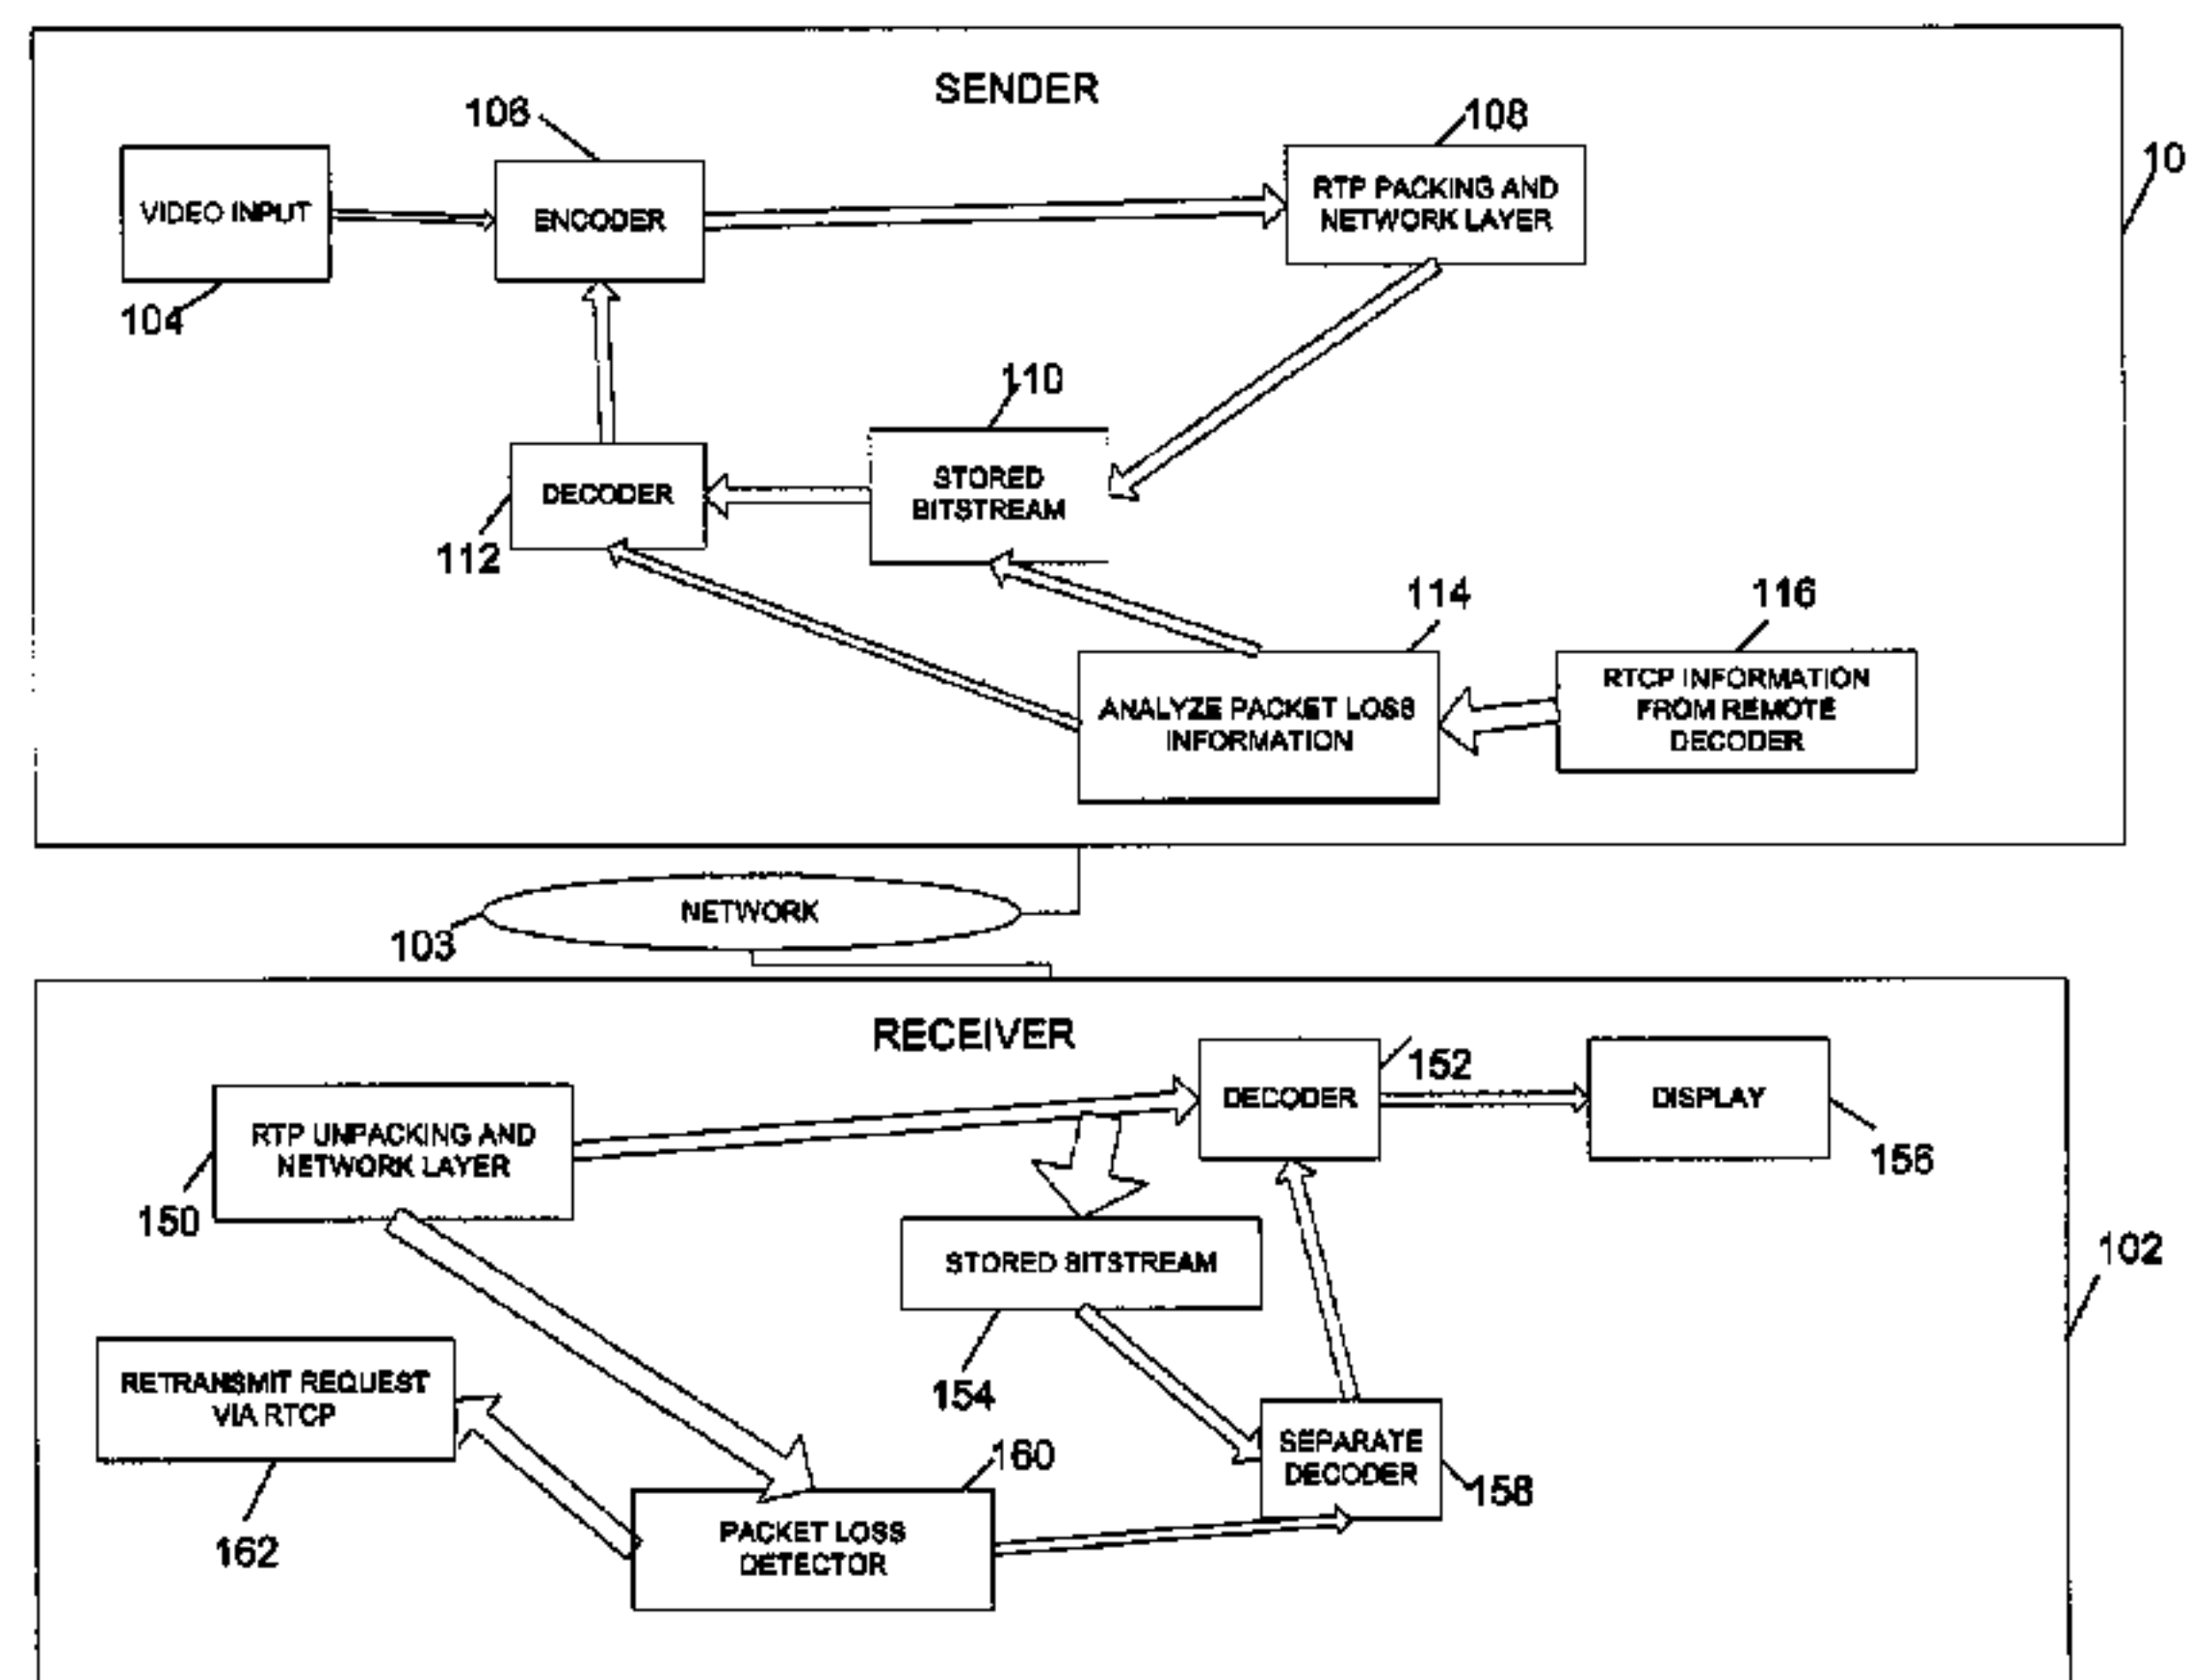 SENDER
106
108
10
VIDEO INPUT
ENCODER
RTP PACKING AND
NETWORK LAYER
104
110
DECODER
STORED
BITSTREAM
112
114
116
ANALYZE PACKET LOSS
INFORMATION
RTCP INFORMATION
FROM REMOTE
DECODER
NETWORK
103
RECEIVER
152
DECODER
DISPLAY
RTP UNPACKING AND
NETWORK LAYER
156
150
STORED BITSTREAM
102
RETRANSMIT REQUEST
VIA RTCP
154
SEPARATE
DECODER
160
158
PACKET LOSS
DETECTOR
162